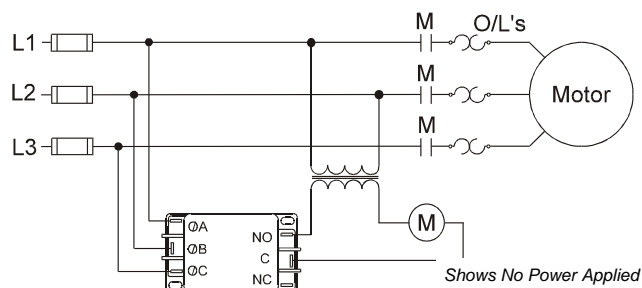 L1
L2
L3
M
O/L's
M
M
Motor
ØA
ØB
ØC
NO
C
NC
M
Shows No Power Applied